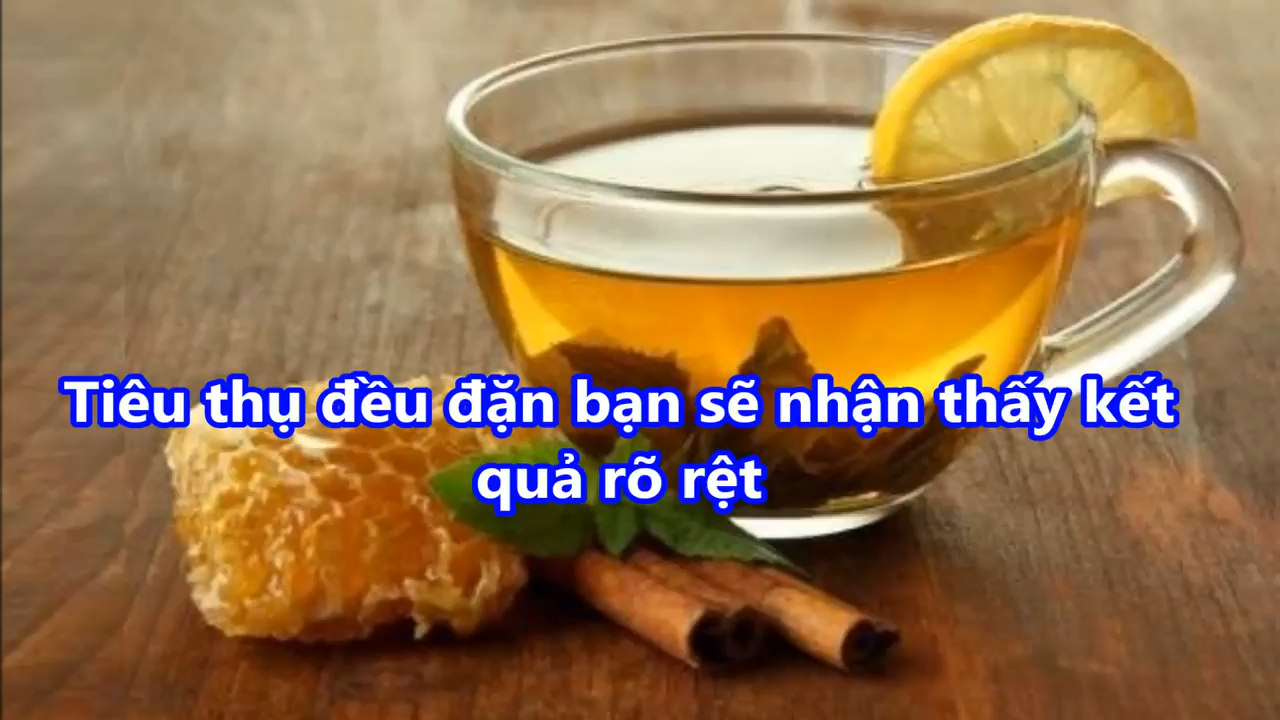 Tiêu thụ đều đặn bạn sẽ nhận thấy kết
quả rõ rệt